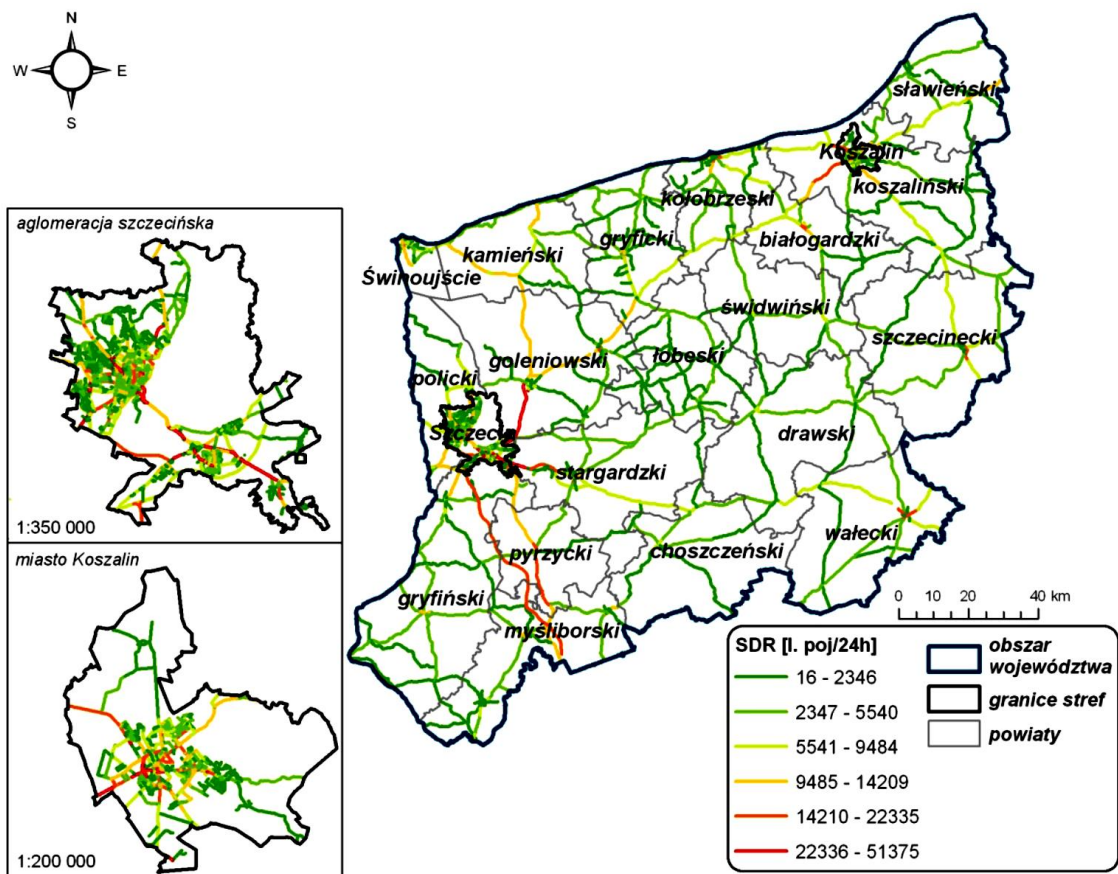 N
W
E
S
aglomeracja szczecińska
1:350 000
miasto Koszalin
1:200 000
sławieński
Koszalin
koszaliński
kołobrzeski
białogardzki
gryficki
kamieński
Świnoujście
świdwiński
szczecinecki
goleniowski
łobeski
policki
Szczecin
drawski
stargardzki
wałecki
pyrzycki
choszczeński
gryfiński
myśliborski
0 10 20 40 km
SDR [l. poj/24h]
16 - 2346
2347 - 5540
5541 - 9484
9485 - 14209
14210 - 22335
22336 - 51375
obszar
województwa
granice stref
powiaty